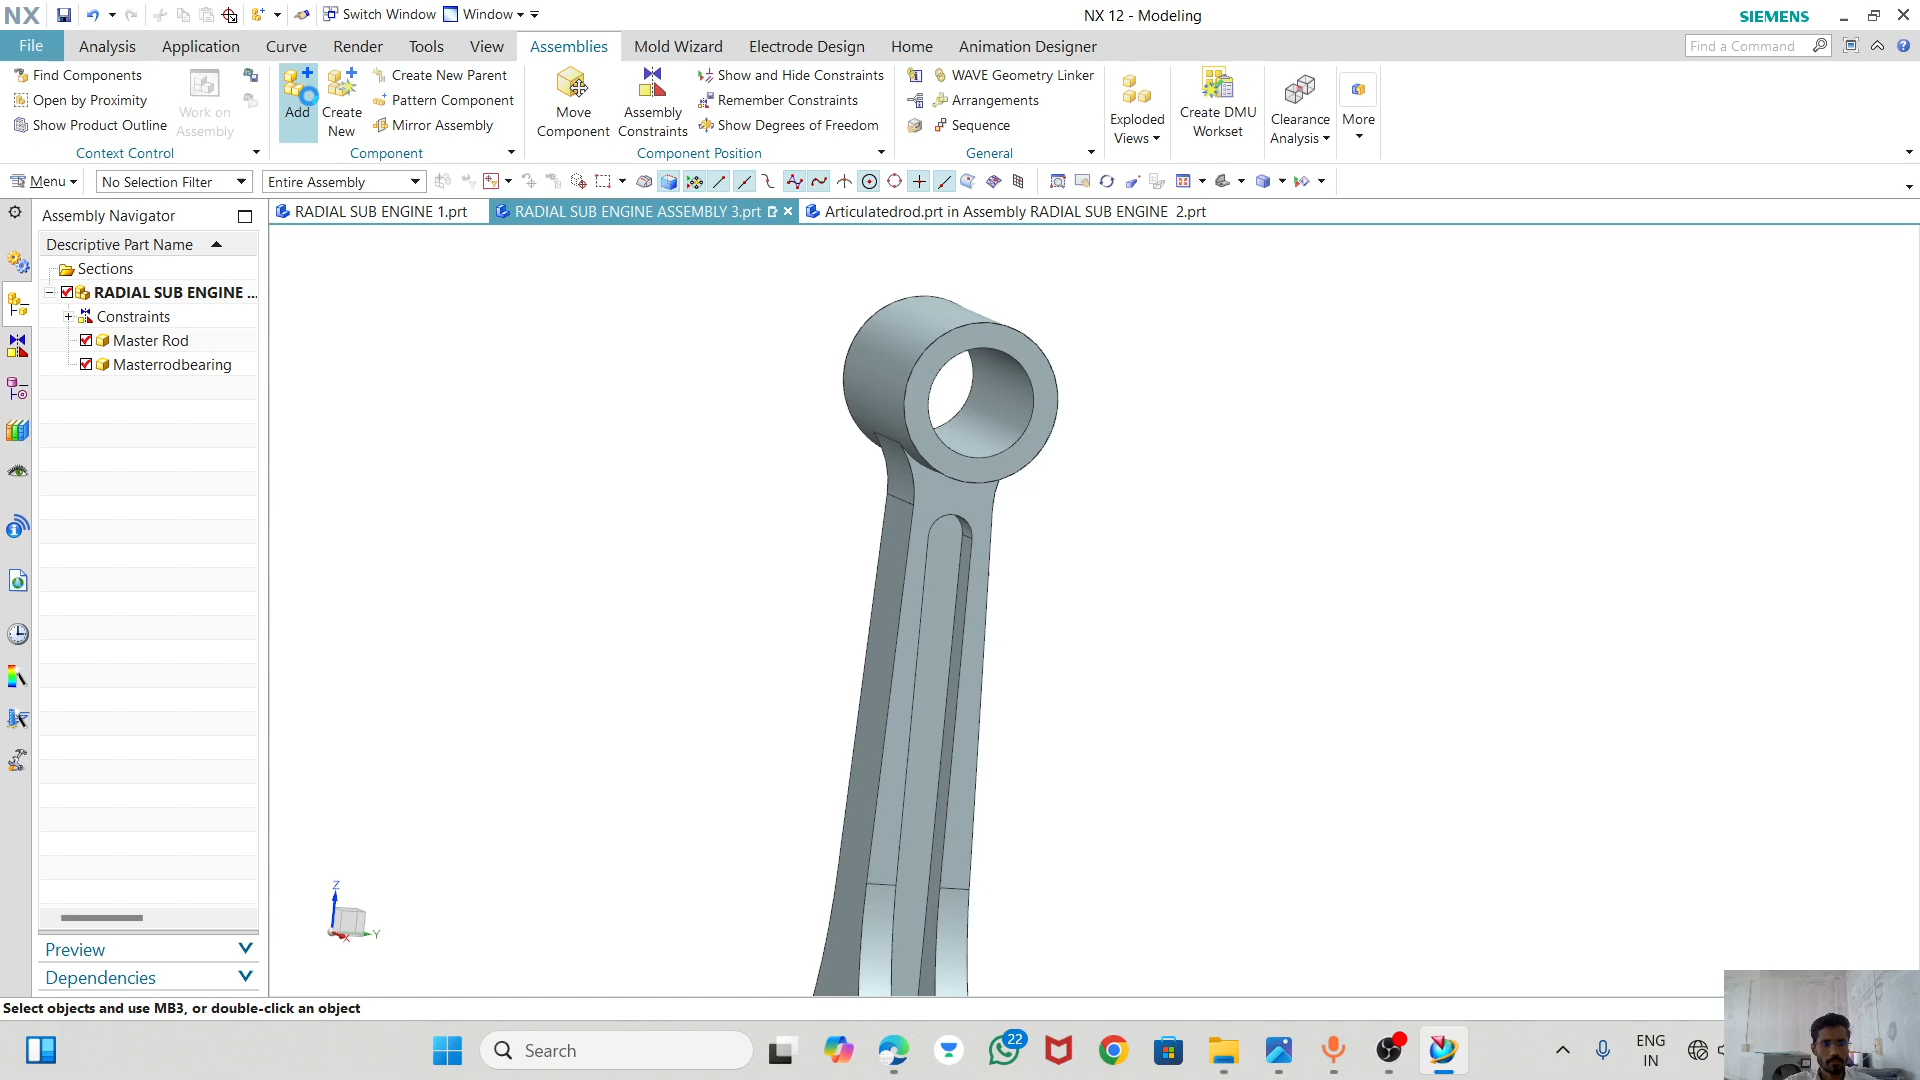 NX
Switch Window
Window
NX 12 - Modeling
SIEMENS
File
Analysis
Application
Curve
Render
Tools
View
Assemblies
Mold Wizard
Electrode Design
Home
Animation Designer
Find a Command
Find Components
Open by Proximity
Show Product Outline
Work on
Assembly
Context Control
Add
Create
New
Create New Parent
Pattern Component
Mirror Assembly
Component
Move
Component
Assembly
Constraints
Show and Hide Constraints
Remember Constraints
Show Degrees of Freedom
Component Position
WAVE Geometry Linker
Arrangements
Sequence
General
Exploded
Views
Create DMU
Workset
Clearance
Analysis
More
Menu
No Selection Filter
Entire Assembly
Assembly Navigator
RADIAL SUB ENGINE 1.prt
RADIAL SUB ENGINE ASSEMBLY 3.prt
Articulatedrod.prt in Assembly RADIAL SUB ENGINE 2.prt
Descriptive Part Name
Sections
RADIAL SUB ENGINE ...
Constraints
Master Rod
Masterrodbearing
Z
X
Y
Preview
Dependencies
Select objects and use MB3, or double-click an object
Search
22
ENG
IN